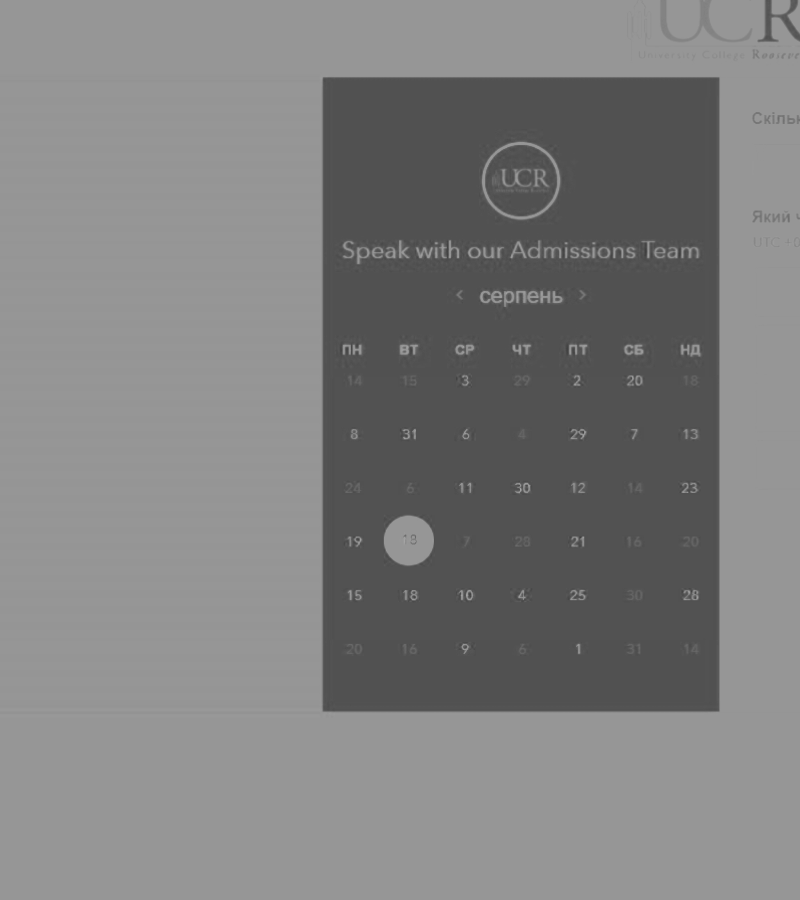 UCR
University College Roosevelt
Скільк
UCR
Який ч
Speak with our Admissions Team
UTC +0
‹ серпень ›
ПН ВТ СР ЧТ ПТ СБ НД
14 15 3 29 2 20 18
8 31 6 4 29 7 13
24 6 11 30 12 14 23
19 18 7 28 21 16 20
15 18 10 4 25 30 28
20 16 9 6 1 31 14